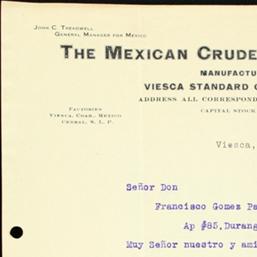 John C. Treadwell
General Manager for Mexico
The Mexican Crude
Manufactu
Viesca Standard
Address all correspond
Capital Stock
Factories
Viesca, Coah., Mexico
Cedral, S. L. P.
Viesca,
Señor Don
Francisco Gomez Pa
Ap #85, Durang
Muy Señor nuestro y ami